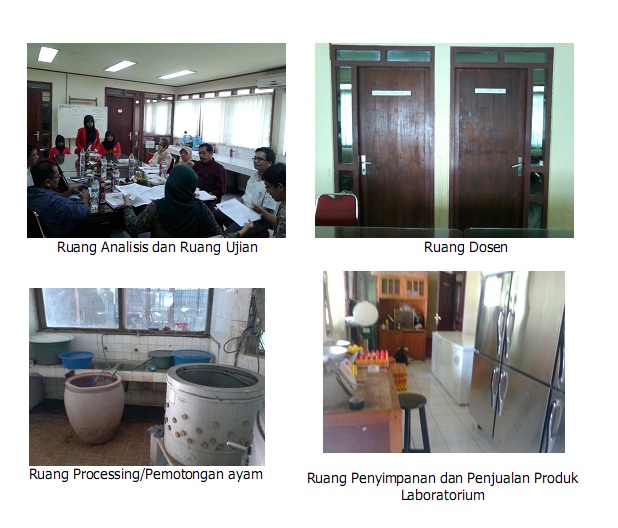 Ruang Analisis dan Ruang Ujian
Ruang Dosen
Ruang Processing/Pemotongan ayam
Ruang Penyimpanan dan Penjualan Produk
Laboratorium